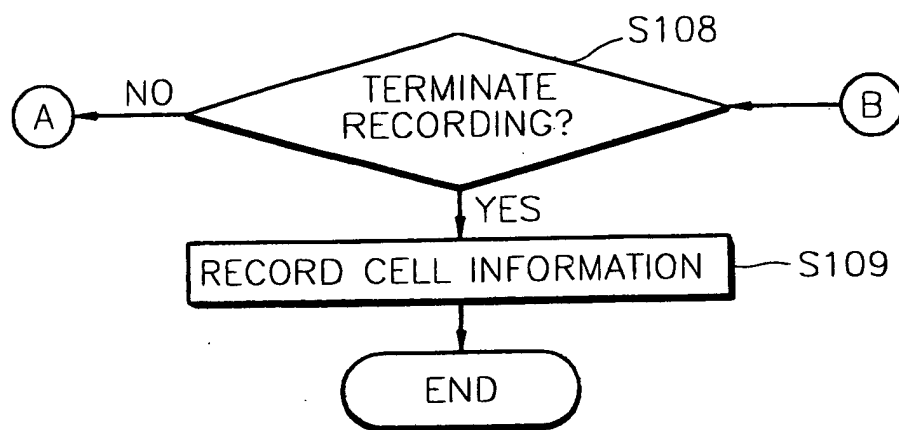 S108
TERMINATE
RECORDING?
NO
A
B
YES
RECORD CELL INFORMATION
S109
END